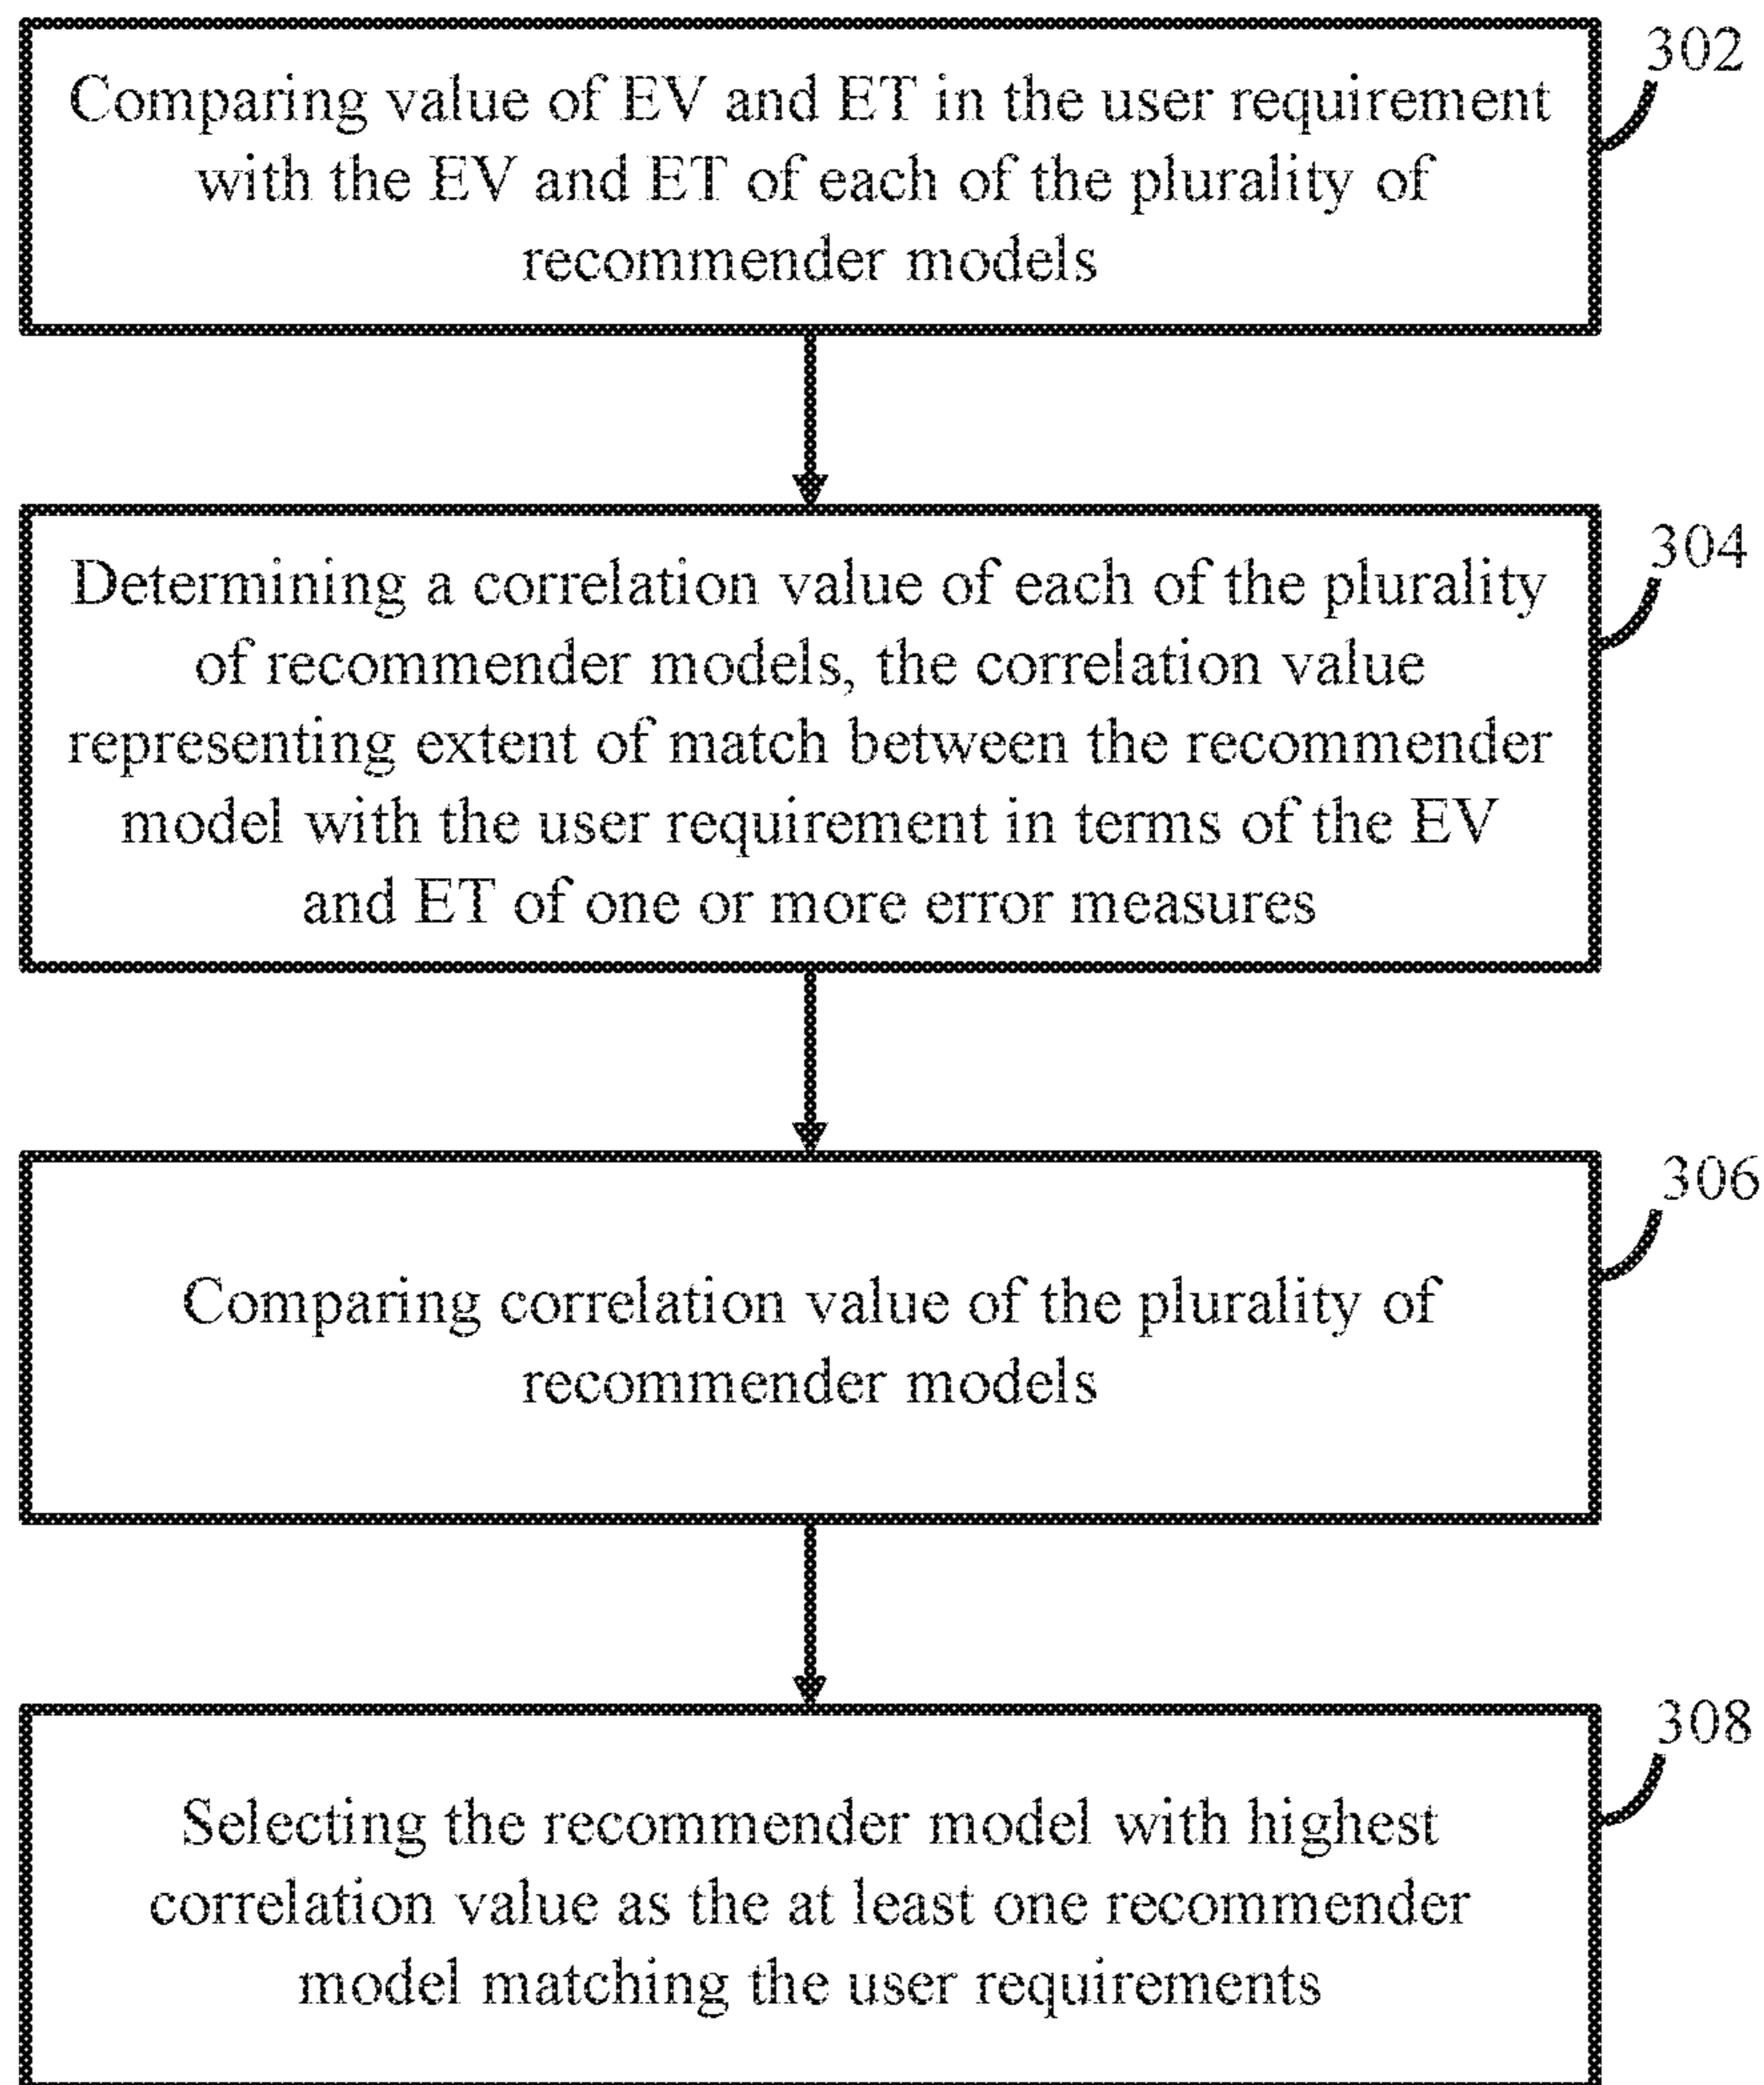 302
Comparing value of EV and ET in the user requirement
with the EV and ET of each of the plurality of
recommender models
304
Determining a correlation value of each of the plurality
of recommender models, the correlation value
representing extent of match between the recommender
model with the user requirement in terms of the EV
and ET of one or more error measures
306
Comparing correlation value of the plurality of
recommender models
308
Selecting the recommender model with highest
correlation value as the at least one recommender
model matching the user requirements